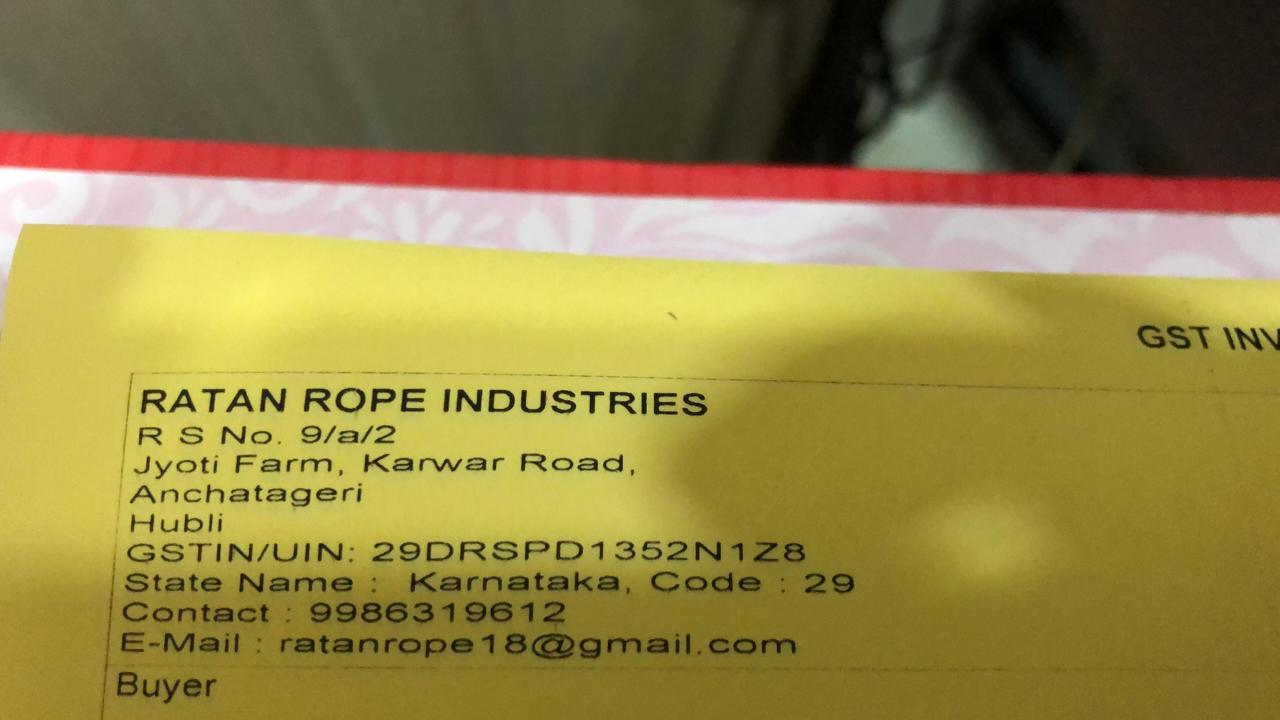 GST INV
RATAN ROPE INDUSTRIES
R S No. 9/a/2
Jyoti Farm, Karwar Road,
Anchatageri
Hubli
GSTIN/UIN: 29DRSPD1352N1Z8
State Name : Karnataka, Code : 29
Contact : 9986319612
E-Mail : ratanrope18@gmail.com
Buyer